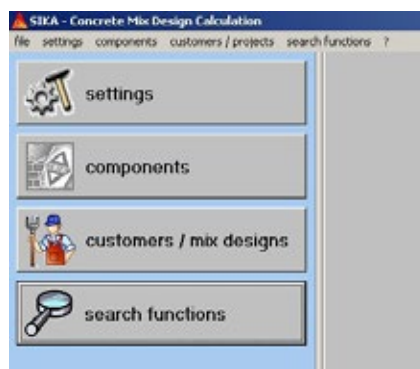 SIKA - Concrete Mix Design Calculation
file settings components customers / projects search functions ?
settings
components
customers / mix designs
search functions